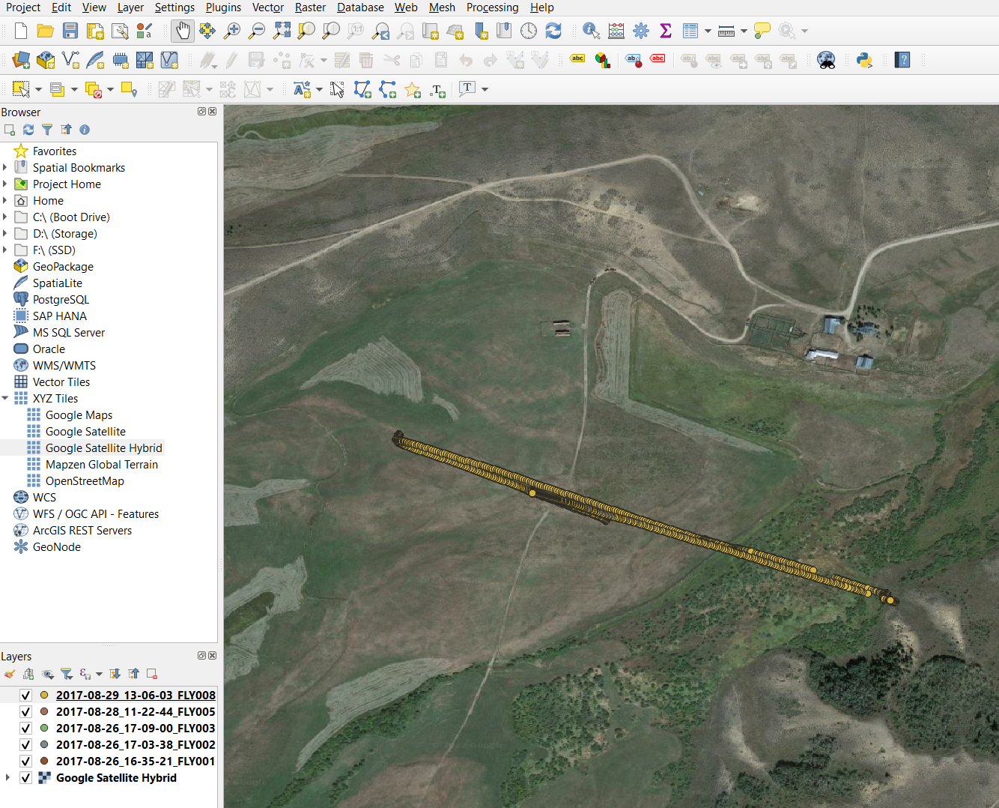 Project Edit View Layer Settings Plugins Vector Raster Database Web Mesh Processing Help
Browser
Favorites
Spatial Bookmarks
Project Home
Home
C:\ (Boot Drive)
D:\ (Storage)
F:\ (SSD)
GeoPackage
SpatiaLite
PostgreSQL
SAP HANA
MS SQL Server
Oracle
WMS/WMTS
Vector Tiles
XYZ Tiles
Google Maps
Google Satellite
Google Satellite Hybrid
Mapzen Global Terrain
OpenStreetMap
WCS
WFS / OGC API - Features
ArcGIS REST Servers
GeoNode
Layers
2017-08-29_13-06-03_FLY008
2017-08-28_11-22-44_FLY005
2017-08-26_17-09-00_FLY003
2017-08-26_17-03-38_FLY002
2017-08-26_16-35-21_FLY001
Google Satellite Hybrid